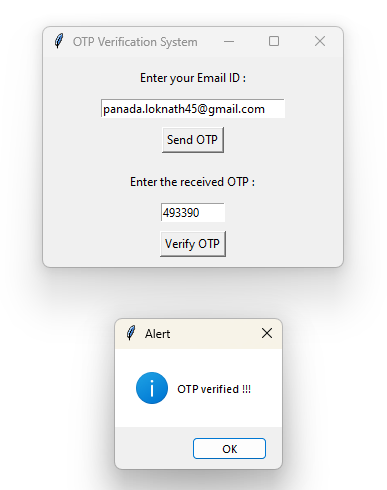 OTP Verification System
Enter your Email ID :
panada.loknath45@gmail.com
Send OTP
Enter the received OTP :
493390
Verify OTP
Alert
OTP verified !!!
OK